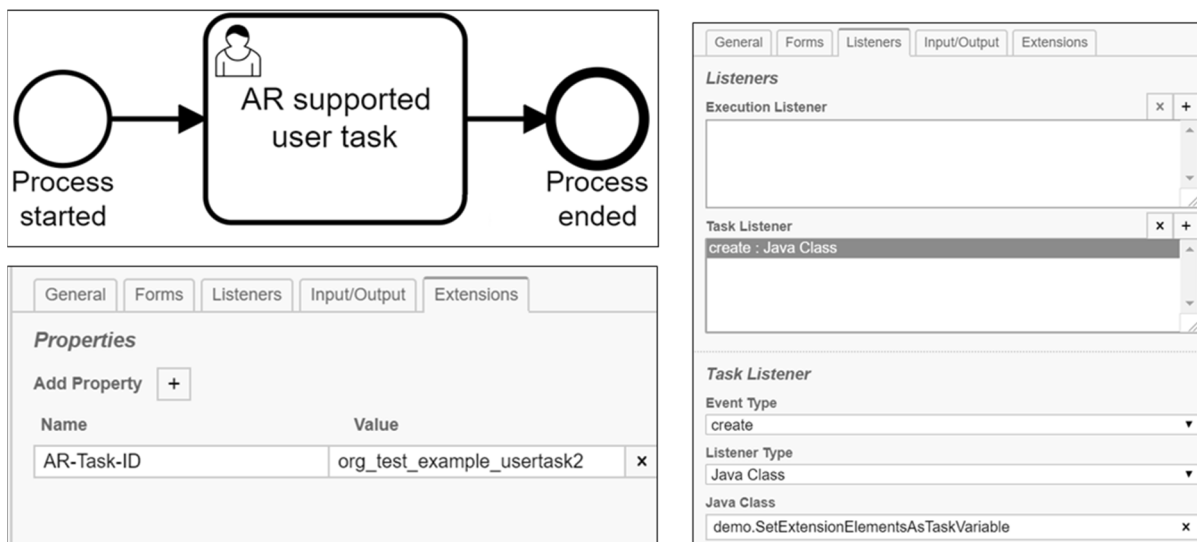 AR supported
user task
Process
started
Process
ended
General Forms Listeners Input/Output Extensions
Properties
Add Property +
Name Value
AR-Task-ID org_test_example_usertask2 x
General Forms Listeners Input/Output Extensions
Listeners
Execution Listener x +
Task Listener x +
create : Java Class
Task Listener
Event Type
create
Listener Type
Java Class
Java Class
demo.SetExtensionElementsAsTaskVariable x